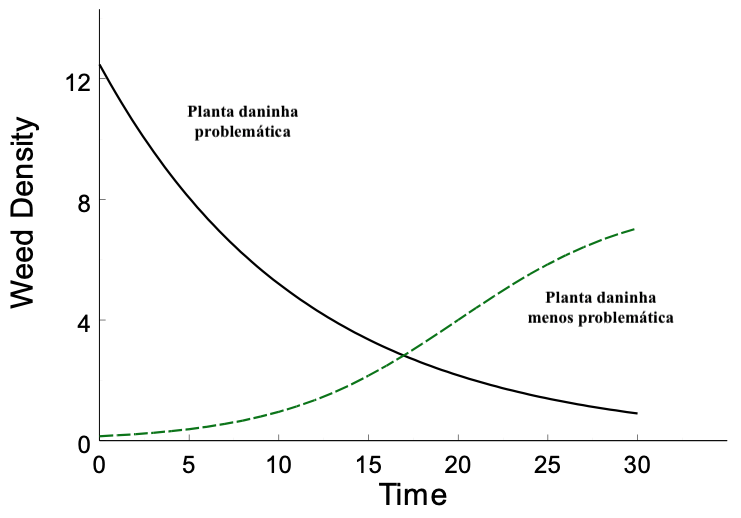 Planta daninha
problemática
12
8
4
0
Weed Density
Planta daninha
menos problemática
0 5 10 15 20 25 30
Time